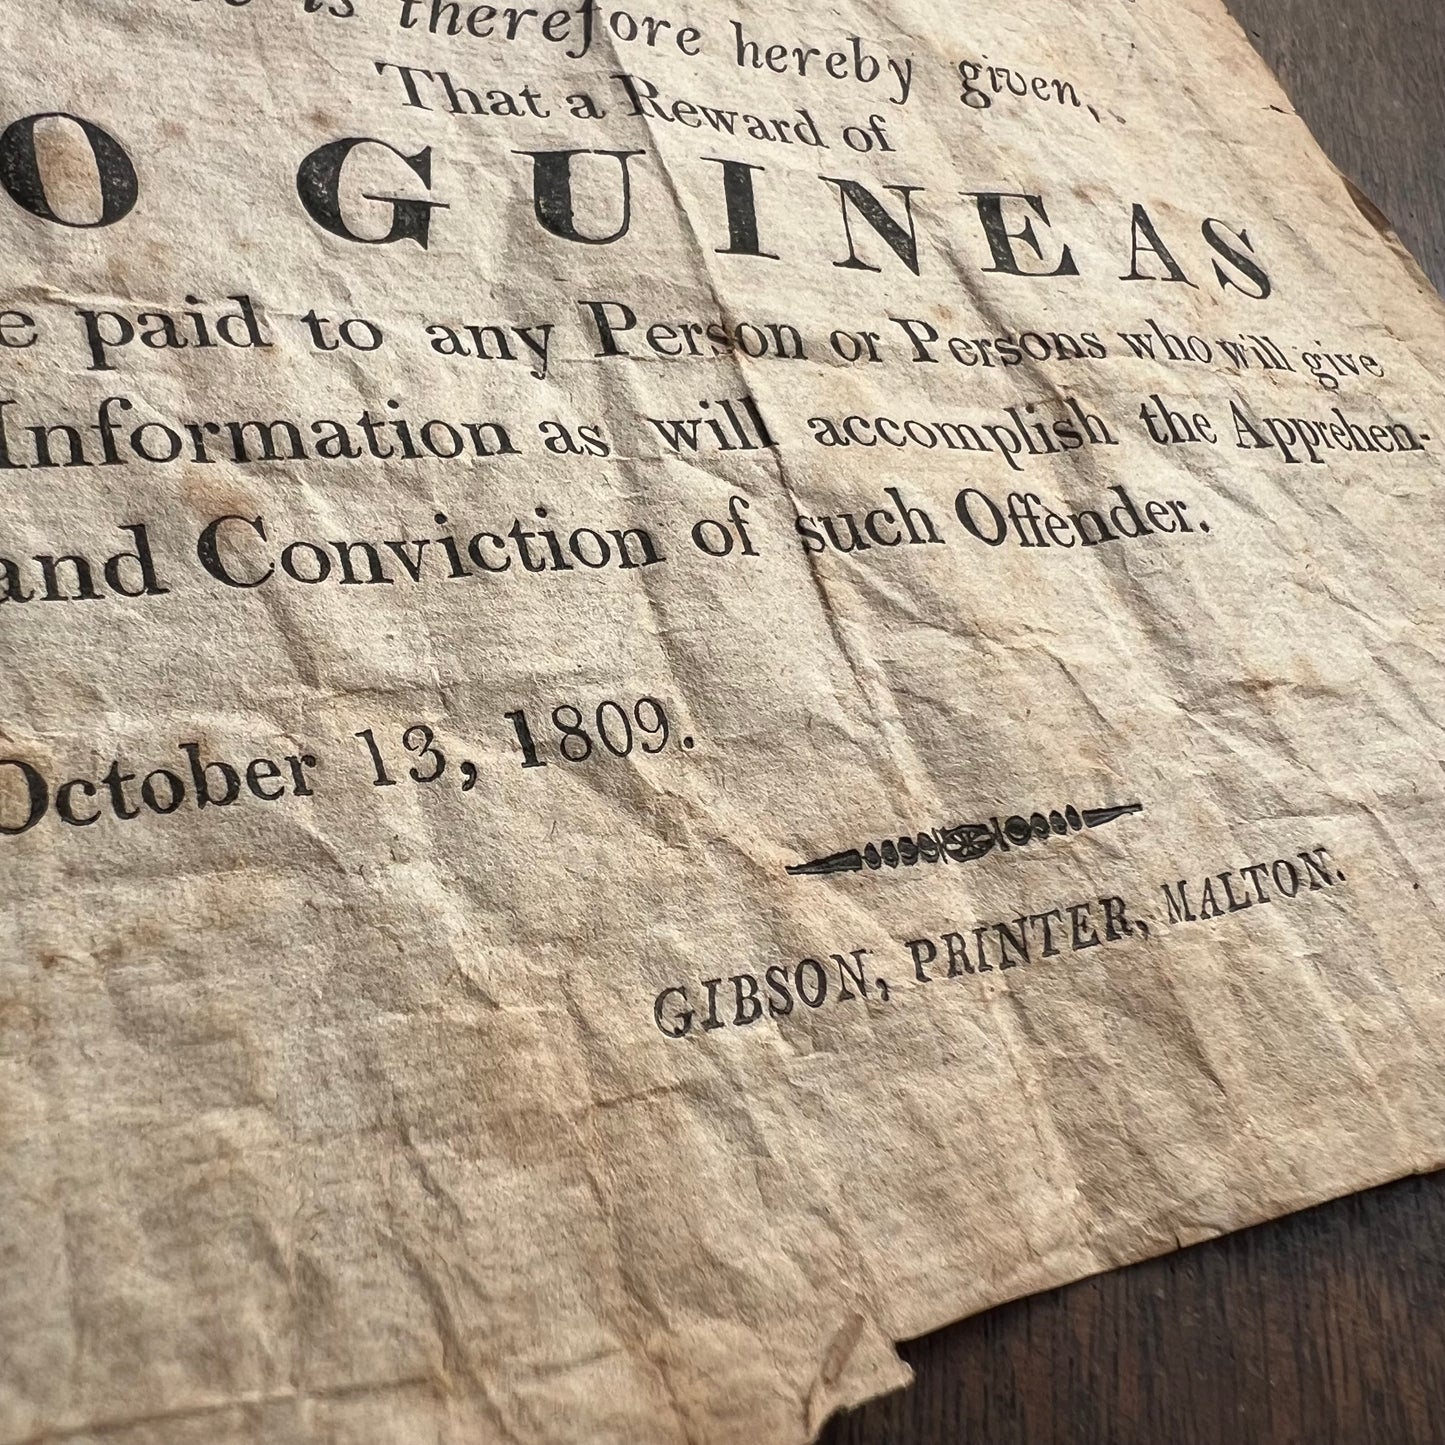 is therefore hereby given,
That a Reward of
O GUINEAS
e paid to any Person or Persons who will give
Information as will accomplish the Apprehen-
and Conviction of such Offender.
October 13, 1809.
GIBSON, PRINTER, MALTON.